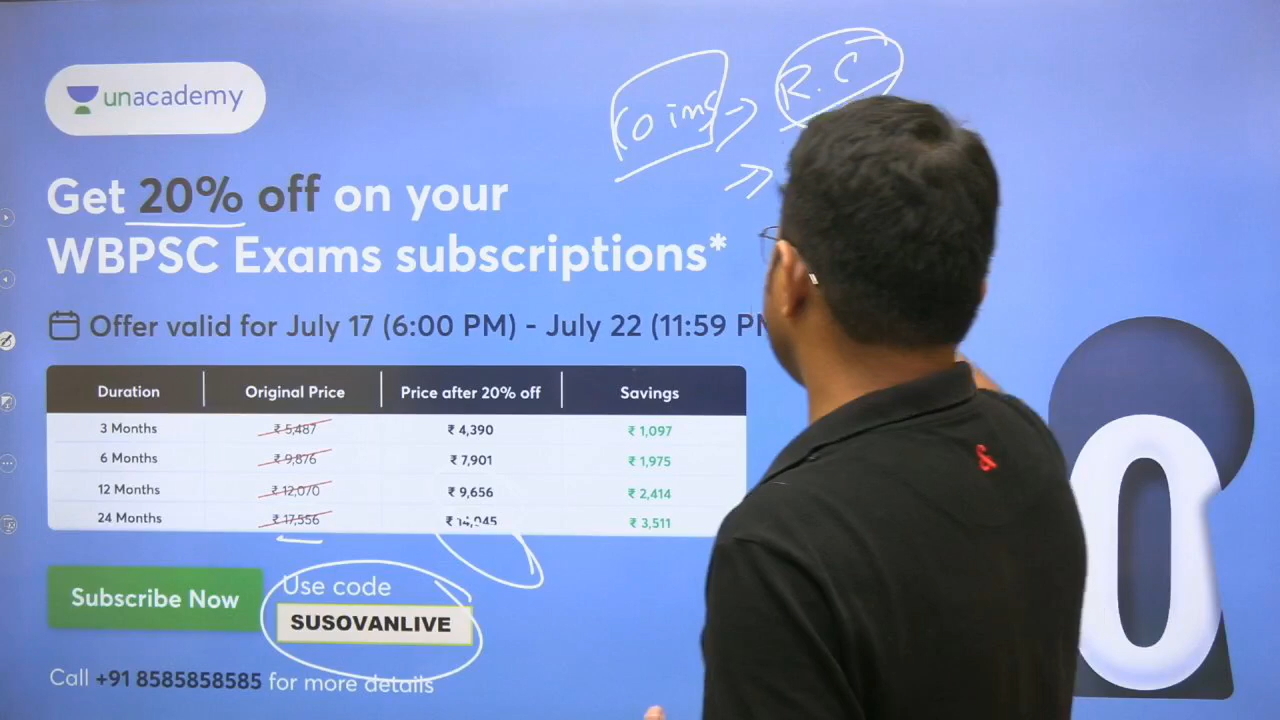 unacademy
Coins
R.C
Get 20% off on your
WBPSC Exams subscriptions*
Offer valid for July 17 (6:00 PM) - July 22 (11:59 PM
Duration Original Price Price after 20% off Savings
3 Months ₹ 5,487 ₹ 4,390 ₹ 1,097
6 Months ₹ 9,876 ₹ 7,901 ₹ 1,975
12 Months ₹ 12,070 ₹ 9,656 ₹ 2,414
24 Months ₹ 17,556 ₹ 14,045 ₹ 3,511
Subscribe Now
Use code
SUSOVANLIVE
Call +91 8585858585 for more details